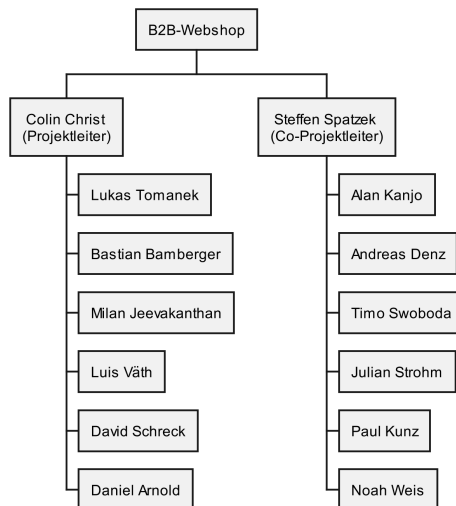 B2B-Webshop
Colin Christ
(Projektleiter)
Steffen Spatzek
(Co-Projektleiter)
Lukas Tomanek
Bastian Bamberger
Milan Jeevakanthan
Luis Väth
David Schreck
Daniel Arnold
Alan Kanjo
Andreas Denz
Timo Swoboda
Julian Strohm
Paul Kunz
Noah Weis